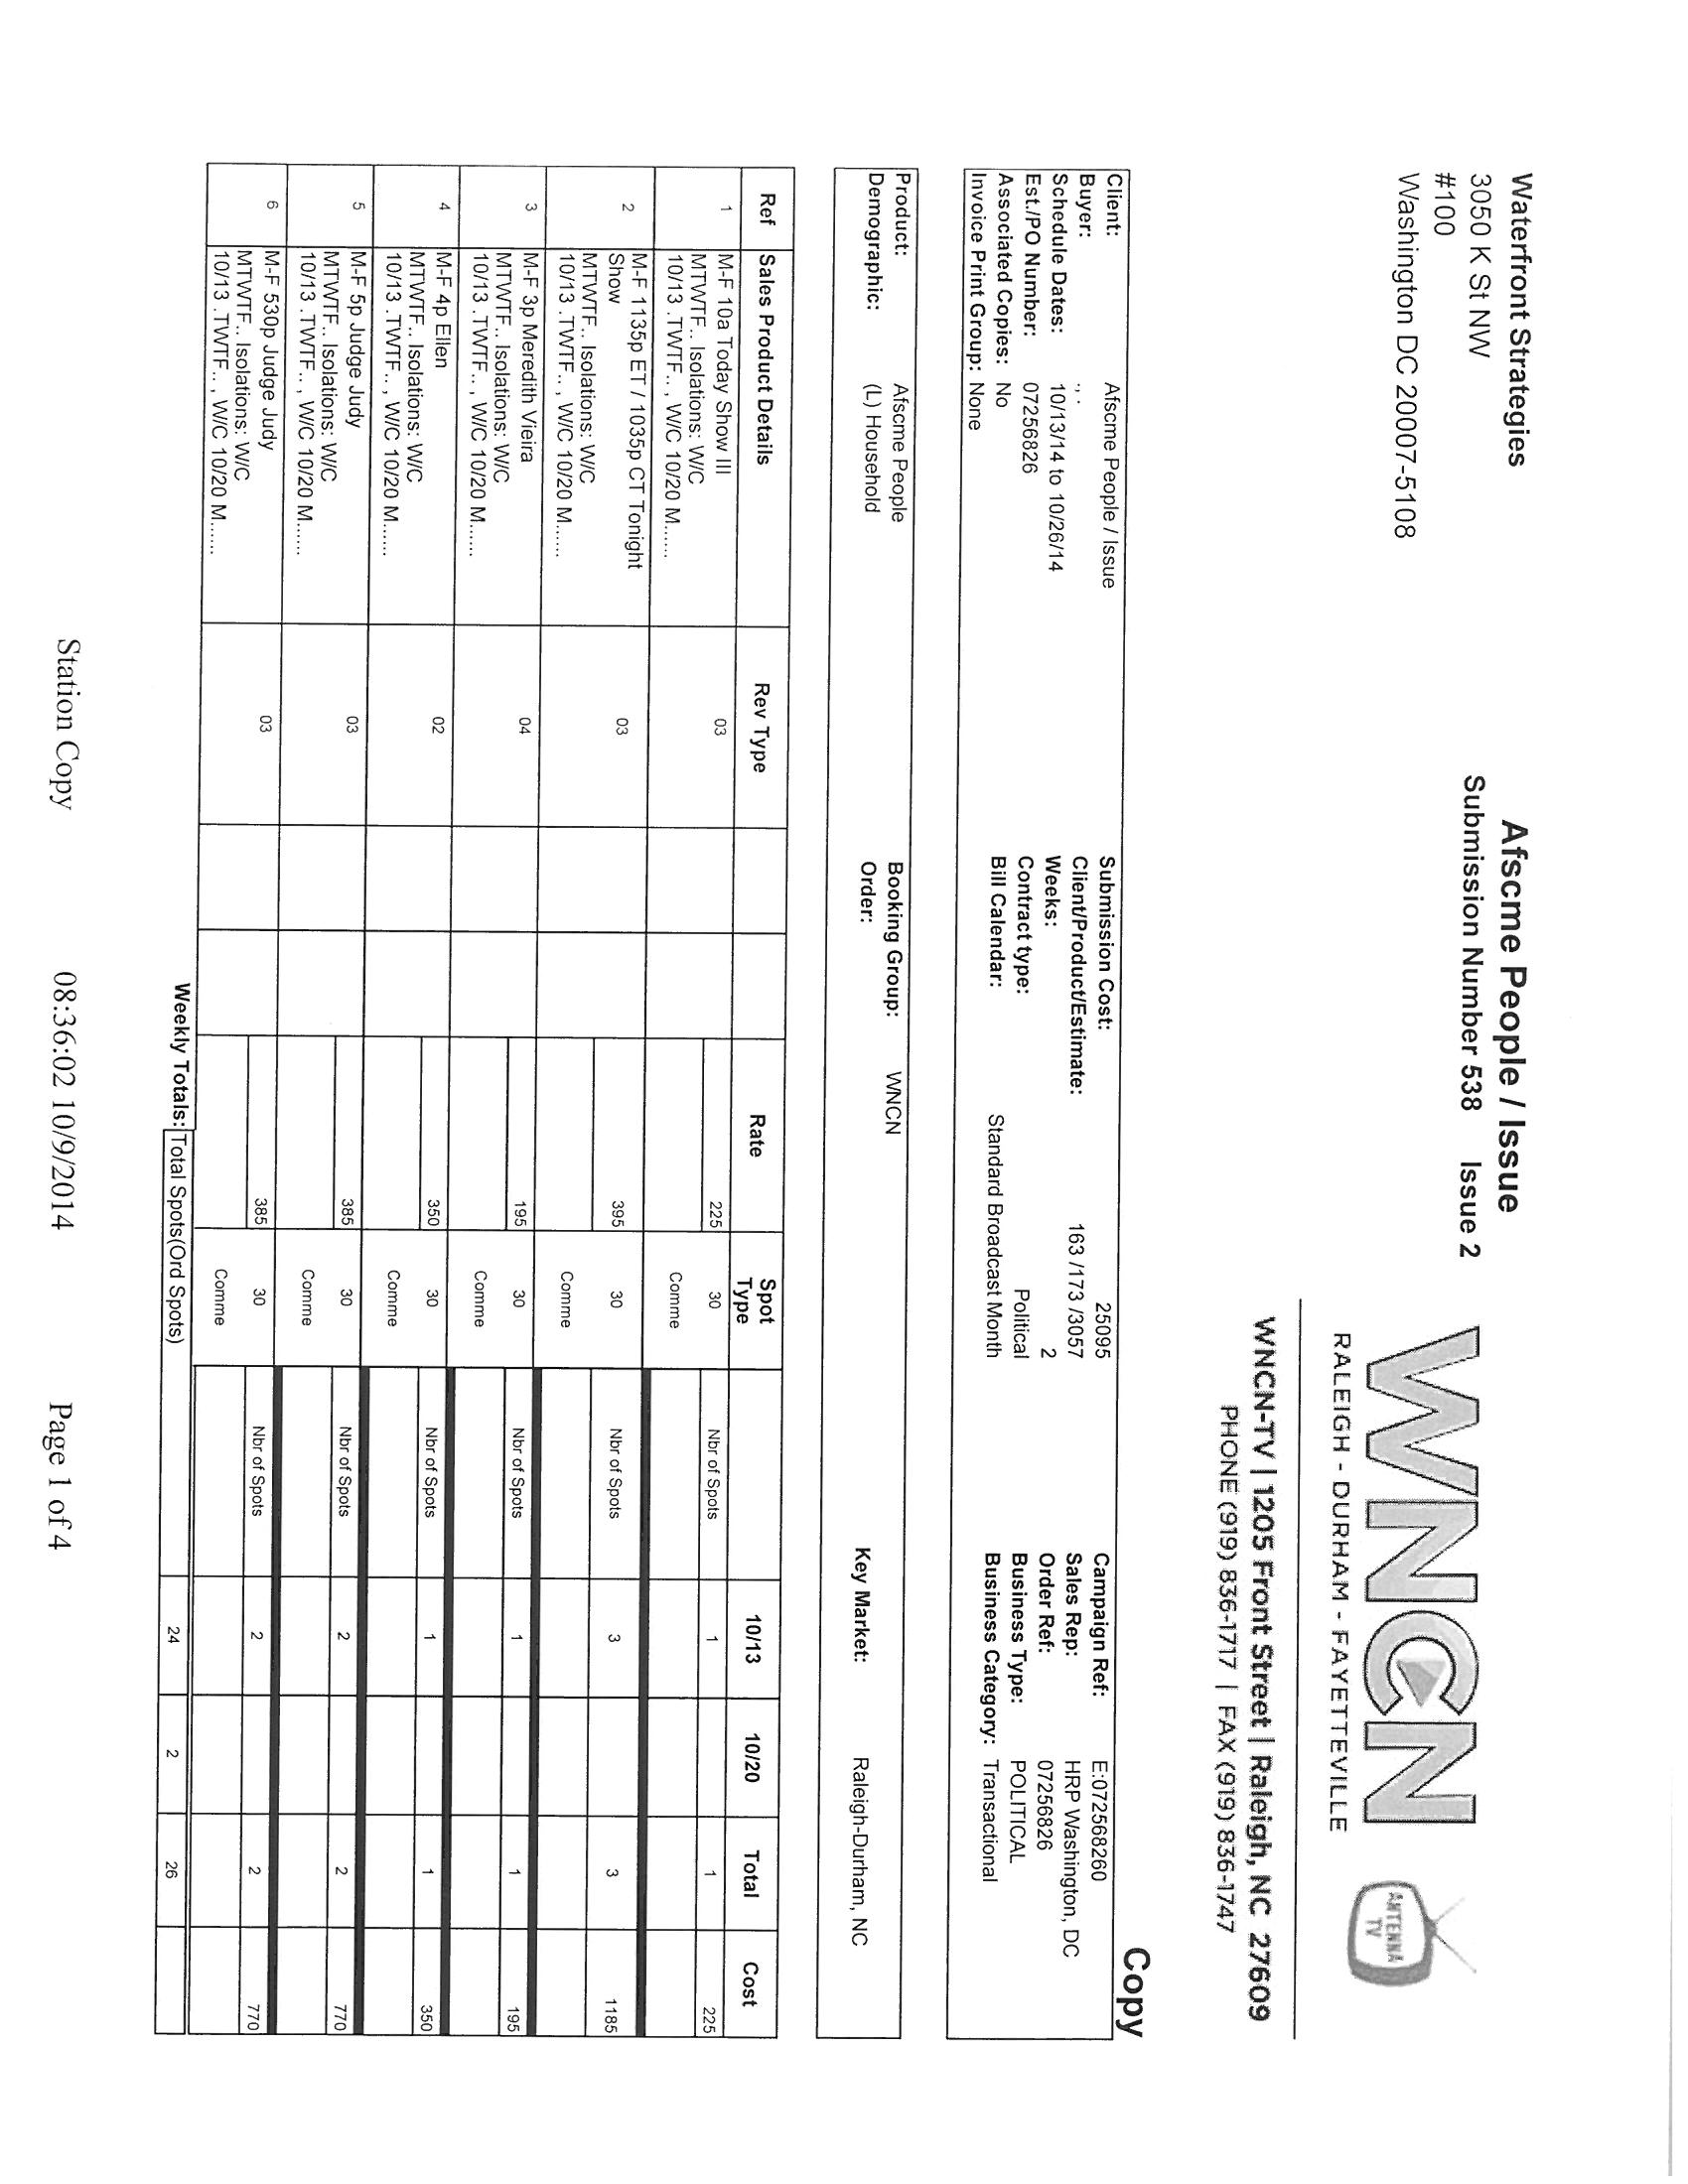 Waterfront Strategies
3050 K St NW
#100
Washington DC 20007-5108
Afscme People / Issue
Submission Number 538 Issue 2
WNCN
RALEIGH - DURHAM - FAYETTEVILLE
ANTENNA
TV
WNCN-TV | 1205 Front Street | Raleigh, NC 27609
PHONE (919) 836-1717 | FAX (919) 836-1747
Copy
Client: Afscme People / Issue Submission Cost: 25095 Campaign Ref: E:072568260
Buyer: ., . Client/Product/Estimate: 163 /173 /3057 Sales Rep: HRP Washington, DC
Schedule Dates: 10/13/14 to 10/26/14 Weeks: 2 Order Ref: 07256826
Est./PO Number: 07256826 Contract type: Political Business Type: POLITICAL
Associated Copies: No Bill Calendar: Standard Broadcast Month Business Category: Transactional
Invoice Print Group: None
Product: Afscme People Booking Group: WNCN
Demographic: (L) Household Order: Key Market: Raleigh-Durham, NC
Ref Sales Product Details Rev Type Rate Spot Type 10/13 10/20 Total Cost
1 M-F 10a Today Show III 03 225 30 Nbr of Spots 1 1 225
MTWTF.. Isolations: W/C
10/13 .TWTF.. , W/C 10/20 M...... Comme
2 M-F 1135p ET / 1035p CT Tonight 03 395 30 Nbr of Spots 3 3 1185
Show
MTWTF.. Isolations: W/C
10/13 .TWTF.. , W/C 10/20 M...... Comme
3 M-F 3p Meredith Vieira 04 195 30 Nbr of Spots 1 1 195
MTWTF.. Isolations: W/C
10/13 .TWTF.. , W/C 10/20 M...... Comme
4 M-F 4p Ellen 02 350 30 Nbr of Spots 1 1 350
MTWTF.. Isolations: W/C
10/13 .TWTF.. , W/C 10/20 M...... Comme
5 M-F 5p Judge Judy 03 385 30 Nbr of Spots 2 2 770
MTWTF.. Isolations: W/C
10/13 .TWTF.. , W/C 10/20 M...... Comme
6 M-F 530p Judge Judy 03 385 30 Nbr of Spots 2 2 770
MTWTF.. Isolations: W/C
10/13 .TWTF.. , W/C 10/20 M...... Comme
Weekly Totals: Total Spots(Ord Spots) 24 2 26
Station Copy 08:36:02 10/9/2014 Page 1 of 4